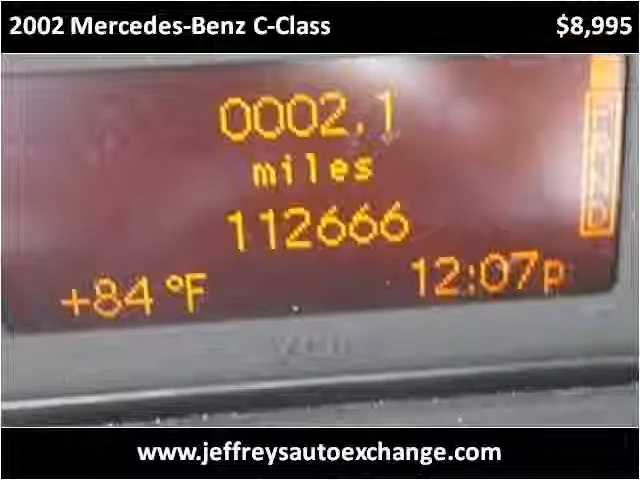 2002 Mercedes-Benz C-Class $8,995
0002.1
miles
112666
+84 °F 12:07p
www.jeffreysautoexchange.com